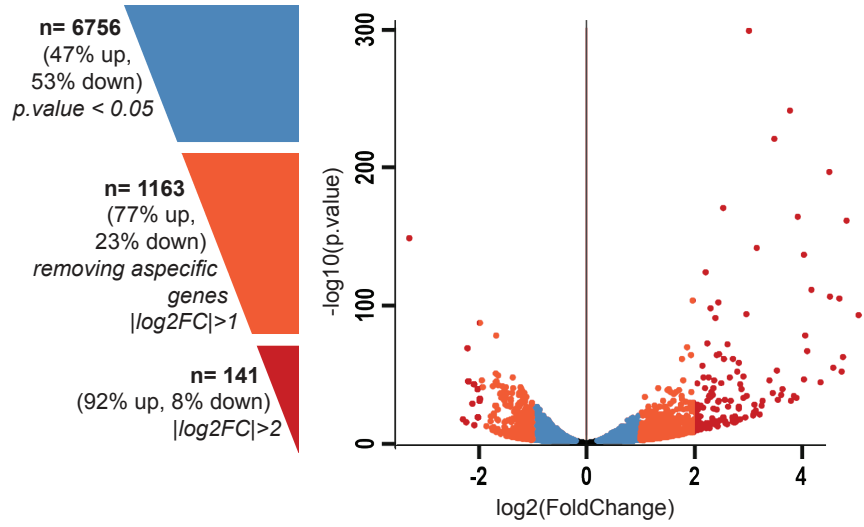 n= 6756
(47% up,
53% down)
p.value < 0.05
n= 1163
(77% up,
23% down)
removing aspecific
genes
|log2FC|>1
n= 141
(92% up, 8% down)
|log2FC|>2
-log10(p.value)
300
200
100
0
-2
0
2
4
log2(FoldChange)